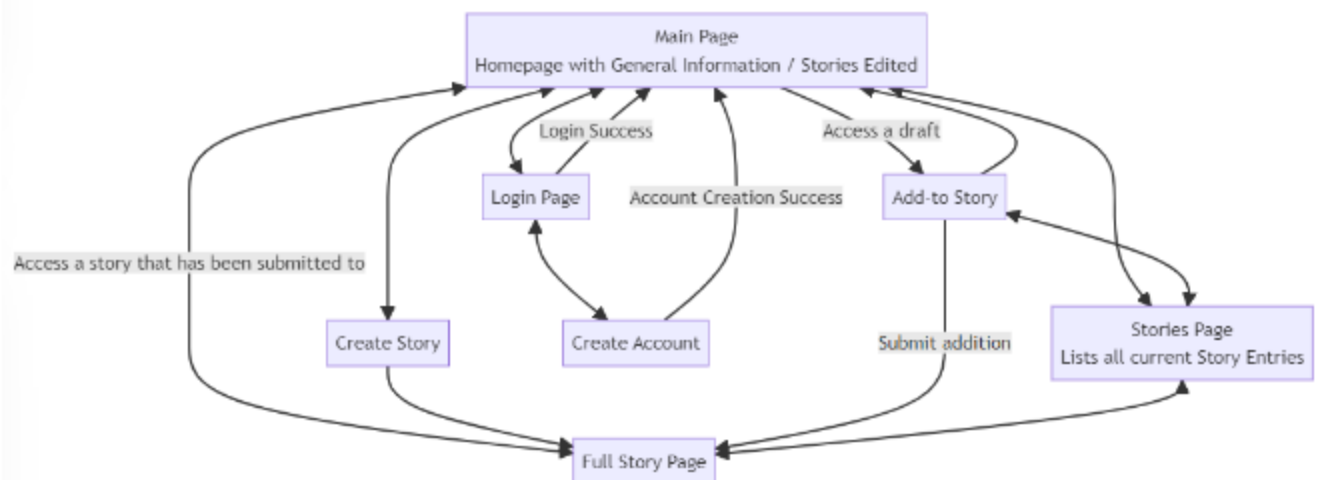 Main Page
Homepage with General Information / Stories Edited
Login Success
Access a draft
Login Page
Account Creation Success
Add-to Story
Access a story that has been submitted to
Create Story
Create Account
Submit addition
Stories Page
Lists all current Story Entries
Full Story Page